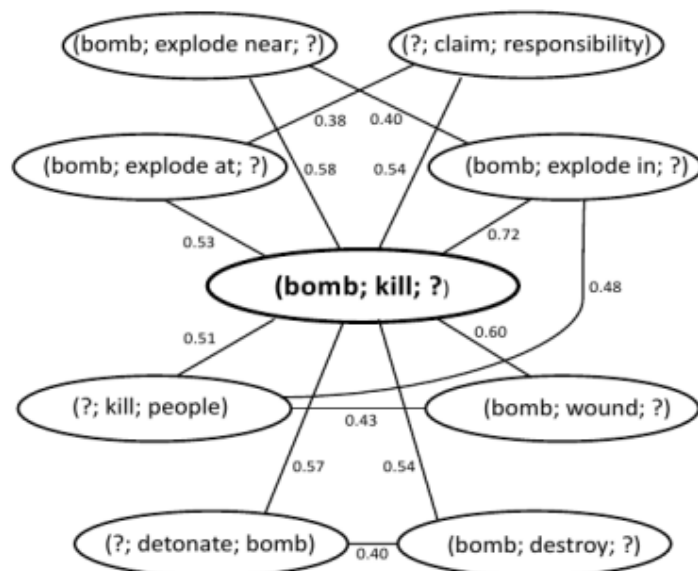 (bomb; explode near; ?)
(?; claim; responsibility)
0.38
0.40
(bomb; explode at; ?)
0.58
0.54
(bomb; explode in; ?)
0.53
0.72
(bomb; kill; ?)
0.48
0.51
0.60
(?; kill; people)
0.43
(bomb; wound; ?)
0.57
0.54
(?; detonate; bomb)
0.40
(bomb; destroy; ?)